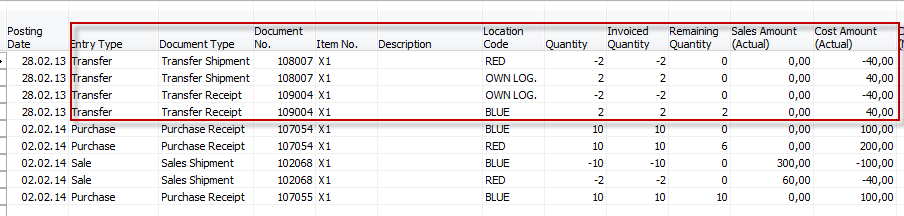 Posting Date Entry Type Document Type Document No. Item No. Description Location Code Quantity Invoiced Quantity Remaining Quantity Sales Amount (Actual) Cost Amount (Actual)
28.02.13 Transfer Transfer Shipment 108007 X1 RED -2 -2 0 0,00 -40,00
28.02.13 Transfer Transfer Shipment 108007 X1 OWN LOG. 2 2 0 0,00 40,00
28.02.13 Transfer Transfer Receipt 109004 X1 OWN LOG. -2 -2 0 0,00 -40,00
28.02.13 Transfer Transfer Receipt 109004 X1 BLUE 2 2 2 0,00 40,00
02.02.14 Purchase Purchase Receipt 107054 X1 BLUE 10 10 0 0,00 100,00
02.02.14 Purchase Purchase Receipt 107054 X1 RED 10 10 6 0,00 200,00
02.02.14 Sale Sales Shipment 102068 X1 BLUE -10 -10 0 300,00 -100,00
02.02.14 Sale Sales Shipment 102068 X1 RED -2 -2 0 60,00 -40,00
02.02.14 Purchase Purchase Receipt 107055 X1 BLUE 10 10 10 0,00 100,00